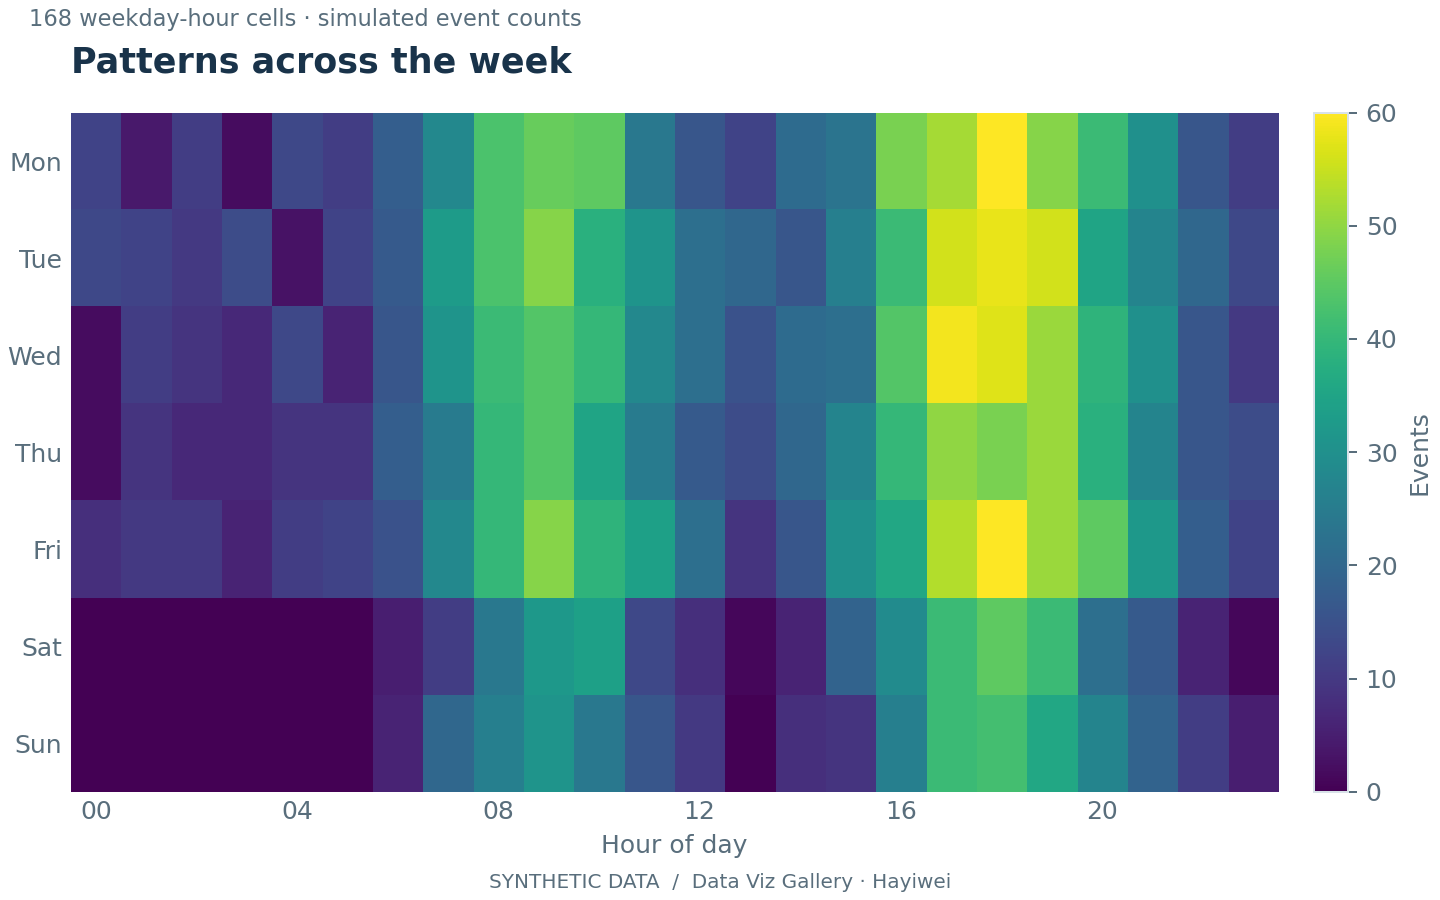 168 weekday-hour cells · simulated event counts
Patterns across the week
Mon
Tue
Wed
Thu
Fri
Sat
Sun
00 04 08 12 16 20
Hour of day
60
50
40
30
20
10
0
Events
SYNTHETIC DATA / Data Viz Gallery · Hayiwei